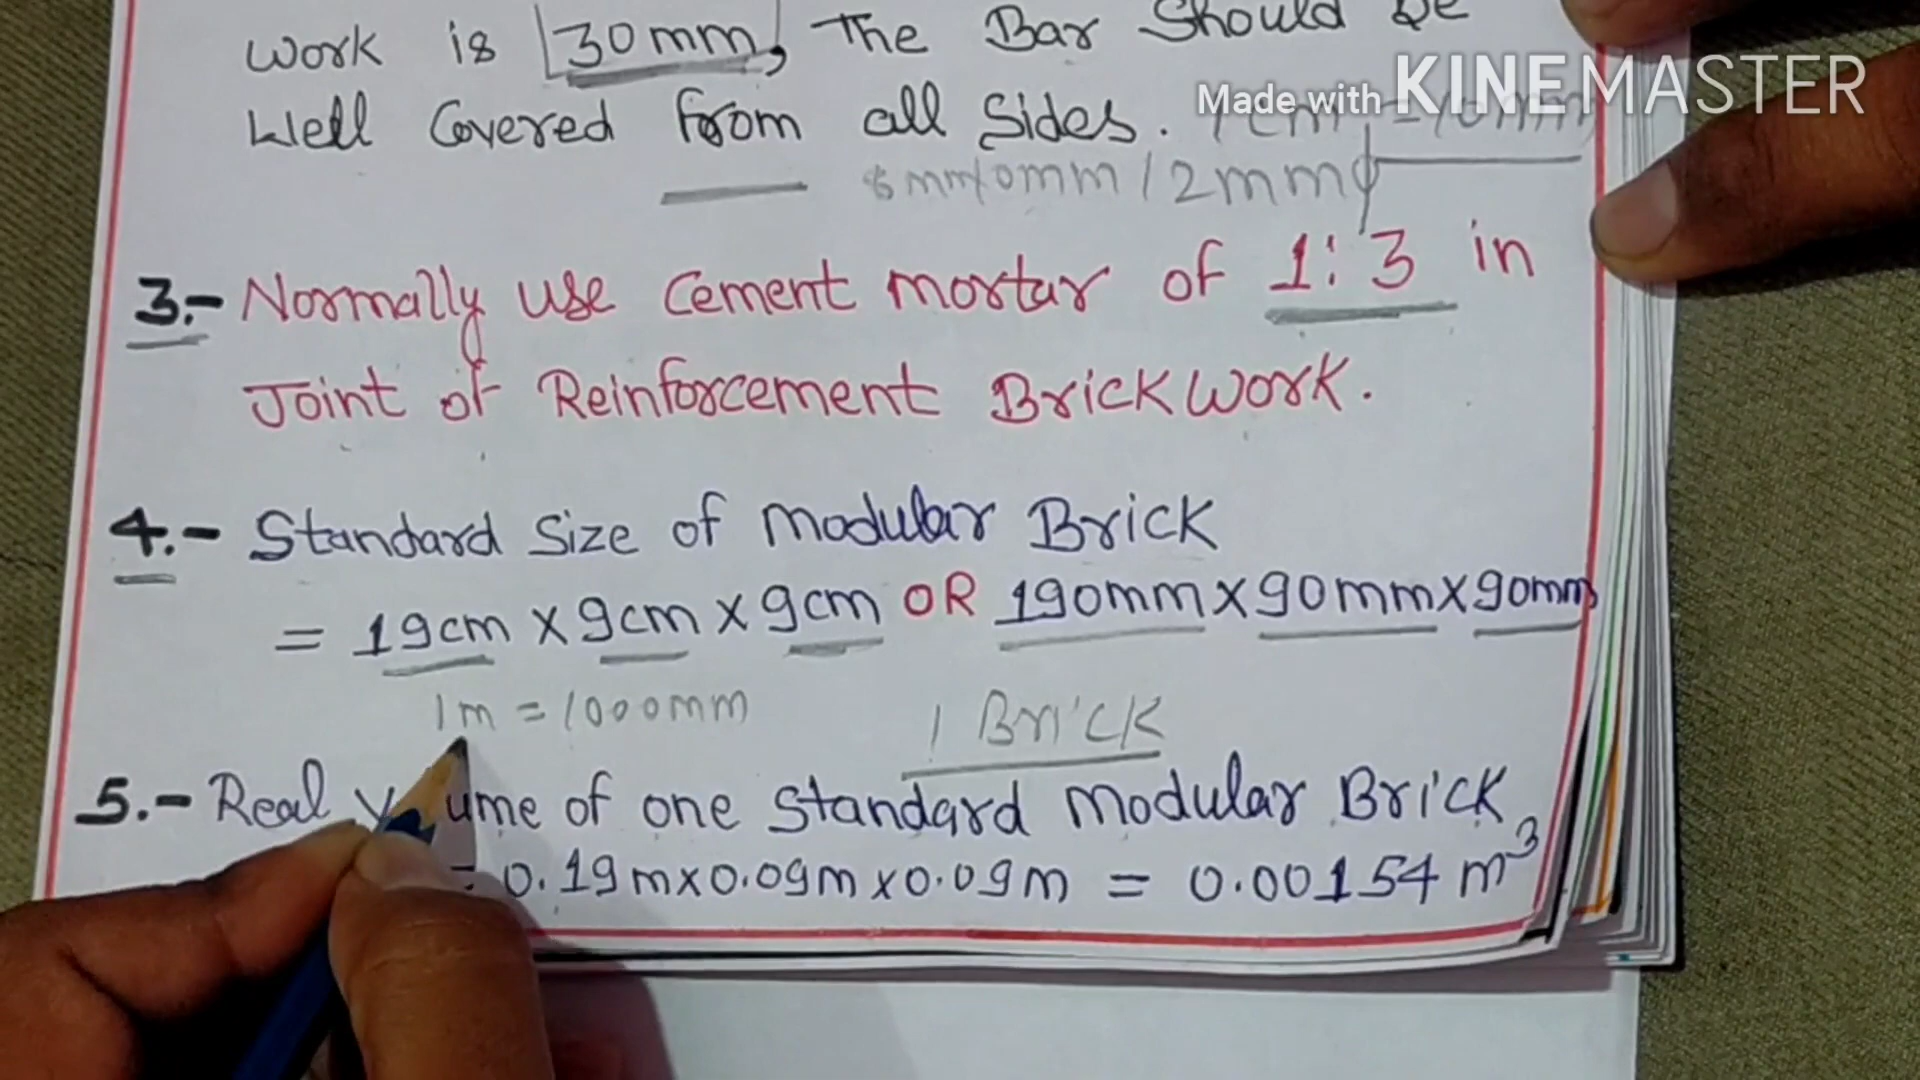 Work is 30mm, The Bar Should be
Well Covered from all Sides.
Made with KINEMASTER
1cm = 10mm
8mm 10mm 12mm ϕ
3.- Normally use Cement mortar of 1:3 in
Joint of Reinforcement BrickWork.
4.- Standard Size of modular Brick
= 19cm x 9cm x 9cm OR 190mm x 90mm x 90mm
1m = 1000mm 1 Brick
5.- Real ume of one standard modular Brick
= 0.19m x 0.09m x 0.09m = 0.00154 m³